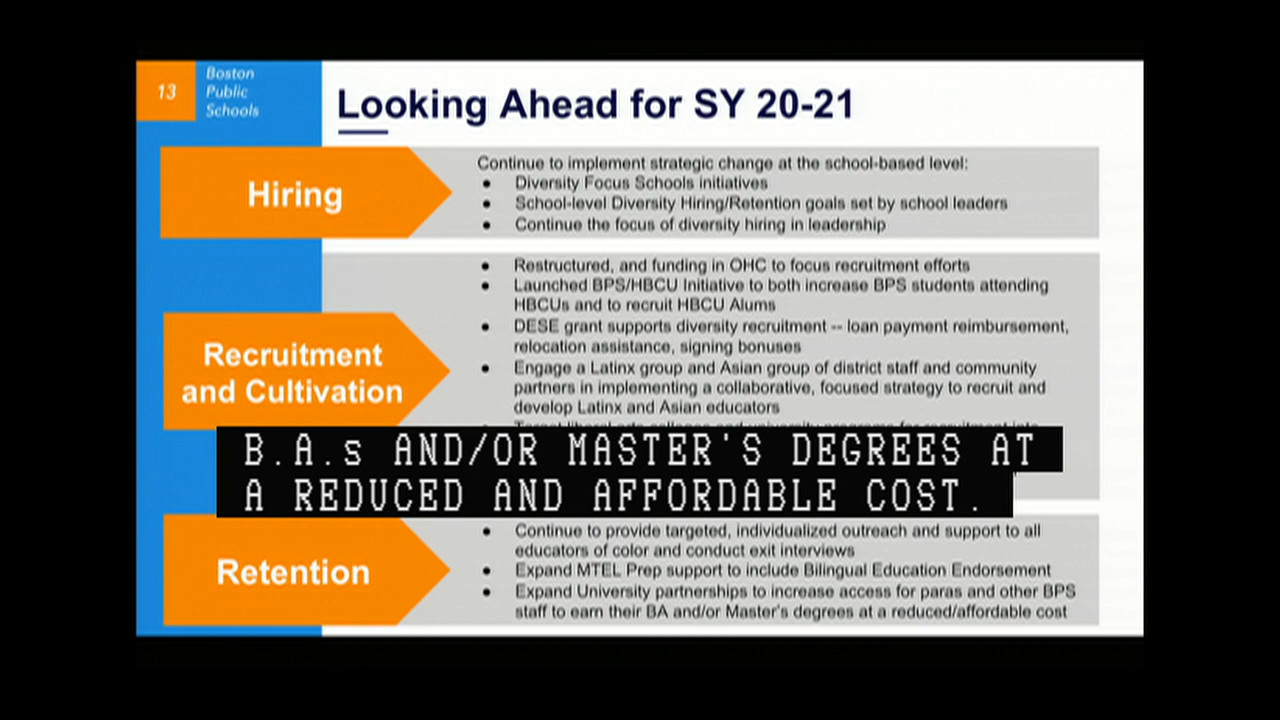 13
Boston
Public
Schools
Looking Ahead for SY 20-21
Hiring
Continue to implement strategic change at the school-based level:
● Diversity Focus Schools initiatives
● School-level Diversity Hiring/Retention goals set by school leaders
● Continue the focus of diversity hiring in leadership
Recruitment
and Cultivation
● Restructured, and funding in OHC to focus recruitment efforts
● Launched BPS/HBCU Initiative to both increase BPS students attending
HBCUs and to recruit HBCU Alums
● DESE grant supports diversity recruitment -- loan payment reimbursement,
relocation assistance, signing bonuses
● Engage a Latinx group and Asian group of district staff and community
partners in implementing a collaborative, focused strategy to recruit and
develop Latinx and Asian educators
B.A.s AND/OR MASTER'S DEGREES AT
A REDUCED AND AFFORDABLE COST.
Retention
● Continue to provide targeted, individualized outreach and support to all
educators of color and conduct exit interviews
● Expand MTEL Prep support to include Bilingual Education Endorsement
● Expand University partnerships to increase access for paras and other BPS
staff to earn their BA and/or Master's degrees at a reduced/affordable cost